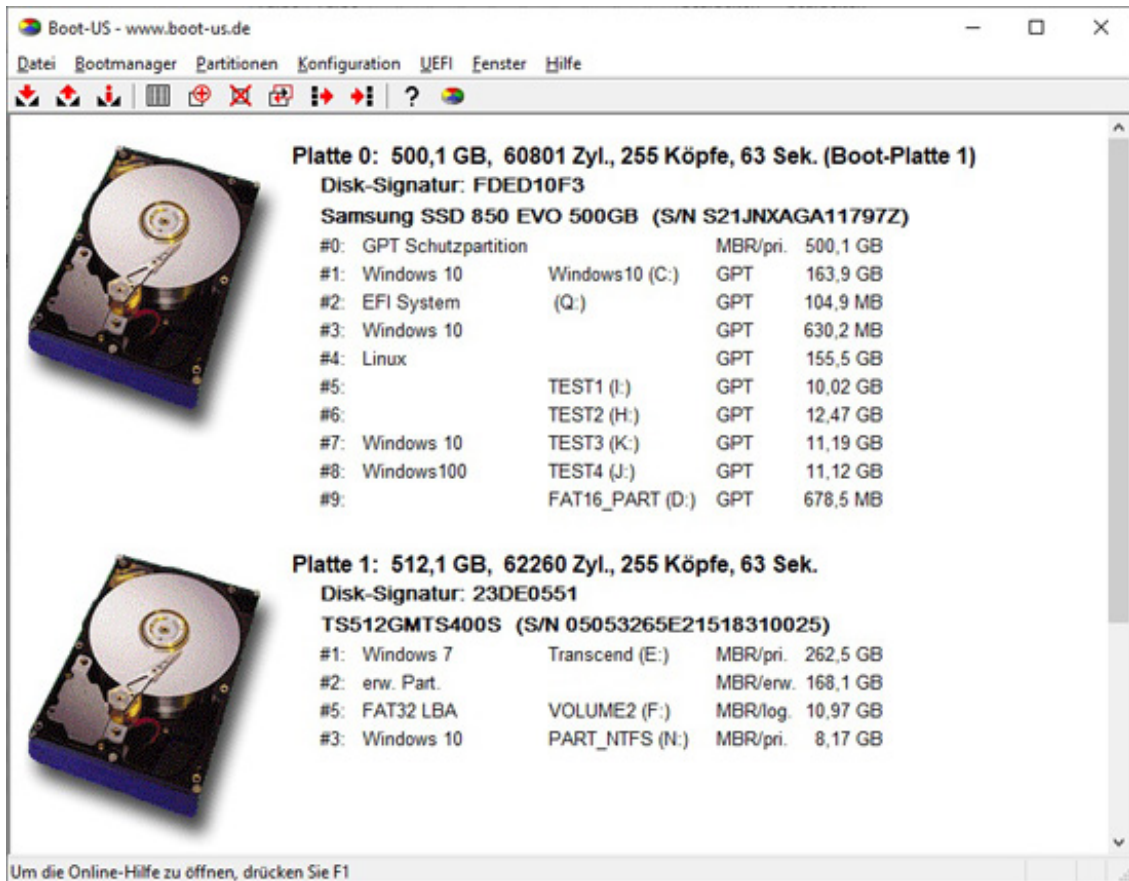 Boot-US - www.boot-us.de
Datei Bootmanager Partitionen Konfiguration UEFI Fenster Hilfe
Platte 0: 500,1 GB, 60801 Zyl., 255 Köpfe, 63 Sek. (Boot-Platte 1)
Disk-Signatur: FDED10F3
Samsung SSD 850 EVO 500GB (S/N S21JNXAGA11797Z)
#0: GPT Schutzpartition MBR/pri. 500,1 GB
#1: Windows 10 Windows10 (C:) GPT 163,9 GB
#2: EFI System (Q:) GPT 104,9 MB
#3: Windows 10 GPT 630,2 MB
#4: Linux GPT 155,5 GB
#5: TEST1 (I:) GPT 10,02 GB
#6: TEST2 (H:) GPT 12,47 GB
#7: Windows 10 TEST3 (K:) GPT 11,19 GB
#8: Windows100 TEST4 (J:) GPT 11,12 GB
#9: FAT16_PART (D:) GPT 678,5 MB
Platte 1: 512,1 GB, 62260 Zyl., 255 Köpfe, 63 Sek.
Disk-Signatur: 23DE0551
TS512GMTS400S (S/N 05053265E21518310025)
#1: Windows 7 Transcend (E:) MBR/pri. 262,5 GB
#2: erw. Part. MBR/erw. 168,1 GB
#5: FAT32 LBA VOLUME2 (F:) MBR/log. 10,97 GB
#3: Windows 10 PART_NTFS (N:) MBR/pri. 8,17 GB
Um die Online-Hilfe zu öffnen, drücken Sie F1